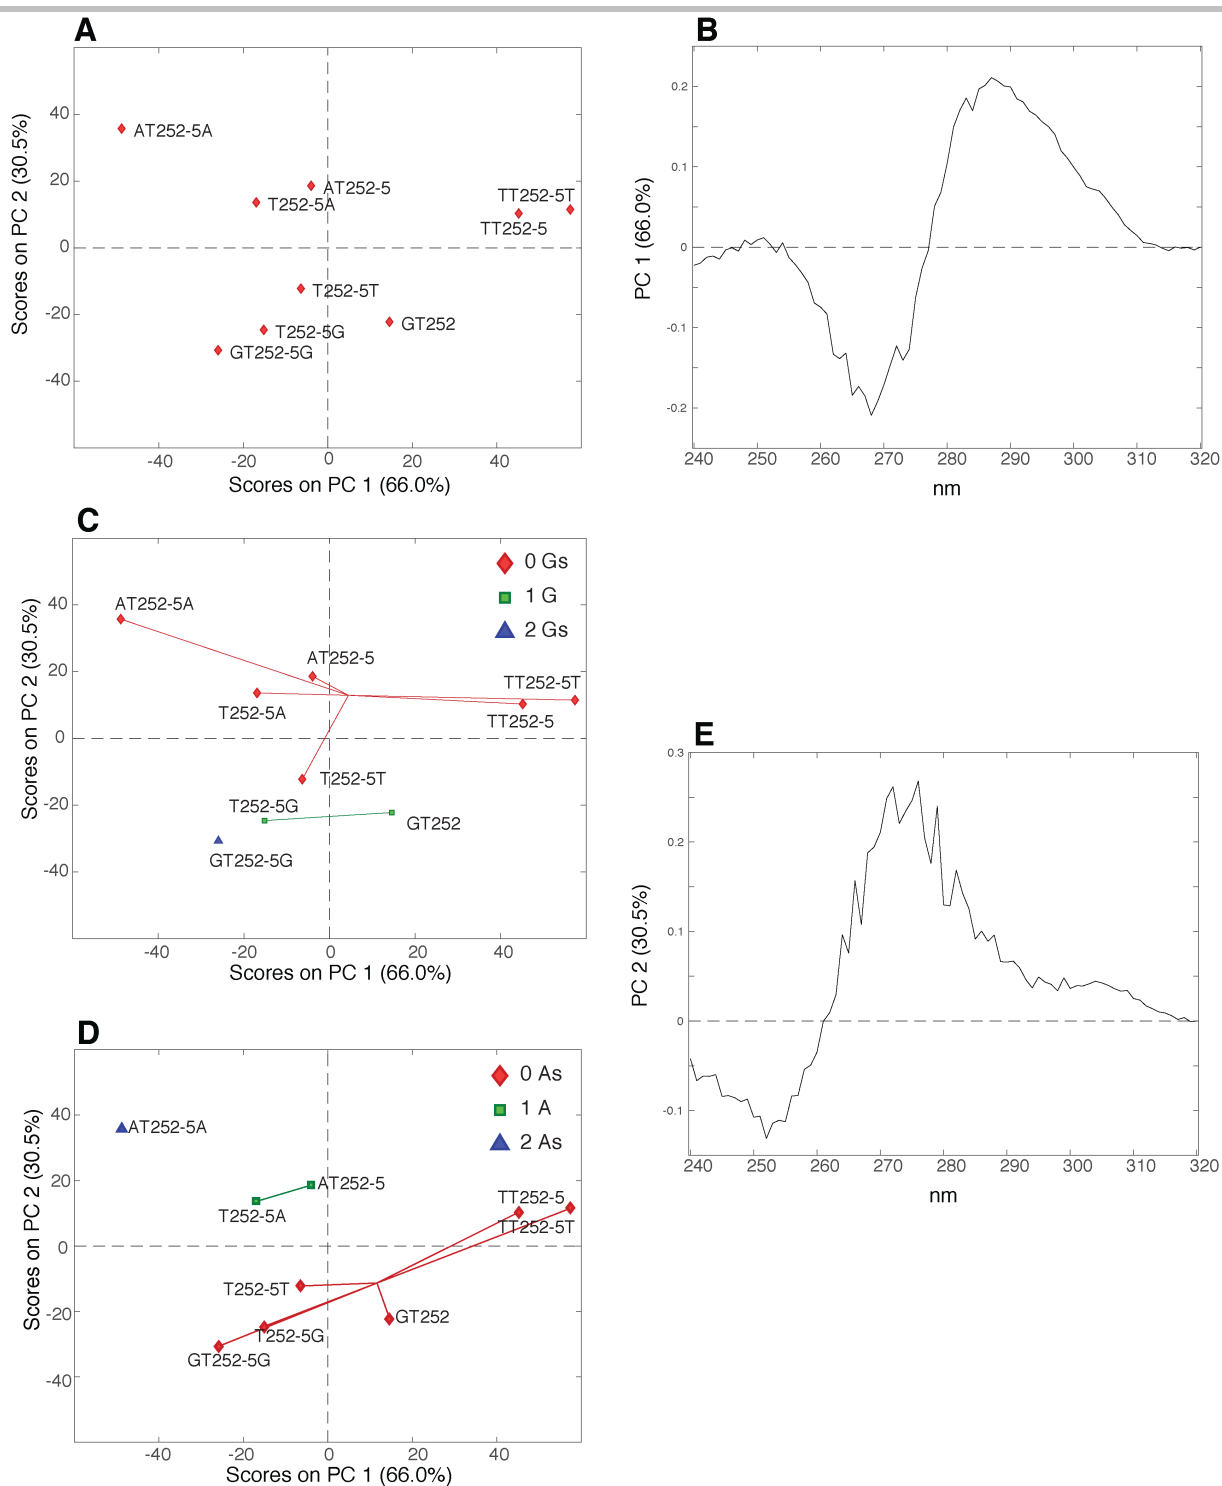 A
Scores on PC 2 (30.5%)
40
20
0
-20
-40
AT252-5A
AT252-5
T252-5A
TT252-5T
TT252-5
T252-5T
GT252
T252-5G
GT252-5G
-40
-20
0
20
40
Scores on PC 1 (66.0%)
B
PC 1 (66.0%)
0.2
0.1
0
-0.1
-0.2
240
250
260
270
280
290
300
310
320
nm
C
Scores on PC 2 (30.5%)
40
20
0
-20
-40
0 Gs
1 G
2 Gs
AT252-5A
AT252-5
TT252-5T
T252-5A
TT252-5
T252-5T
T252-5G
GT252
GT252-5G
-40
-20
0
20
40
Scores on PC 1 (66.0%)
D
Scores on PC 2 (30.5%)
40
20
0
-20
-40
0 As
1 A
2 As
AT252-5A
AT252-5
T252-5A
TT252-5
TT252-5T
T252-5T
GT252
T252-5G
GT252-5G
-40
-20
0
20
40
Scores on PC 1 (66.0%)
E
PC 2 (30.5%)
0.3
0.2
0.1
0
-0.1
240
250
260
270
280
290
300
310
320
nm